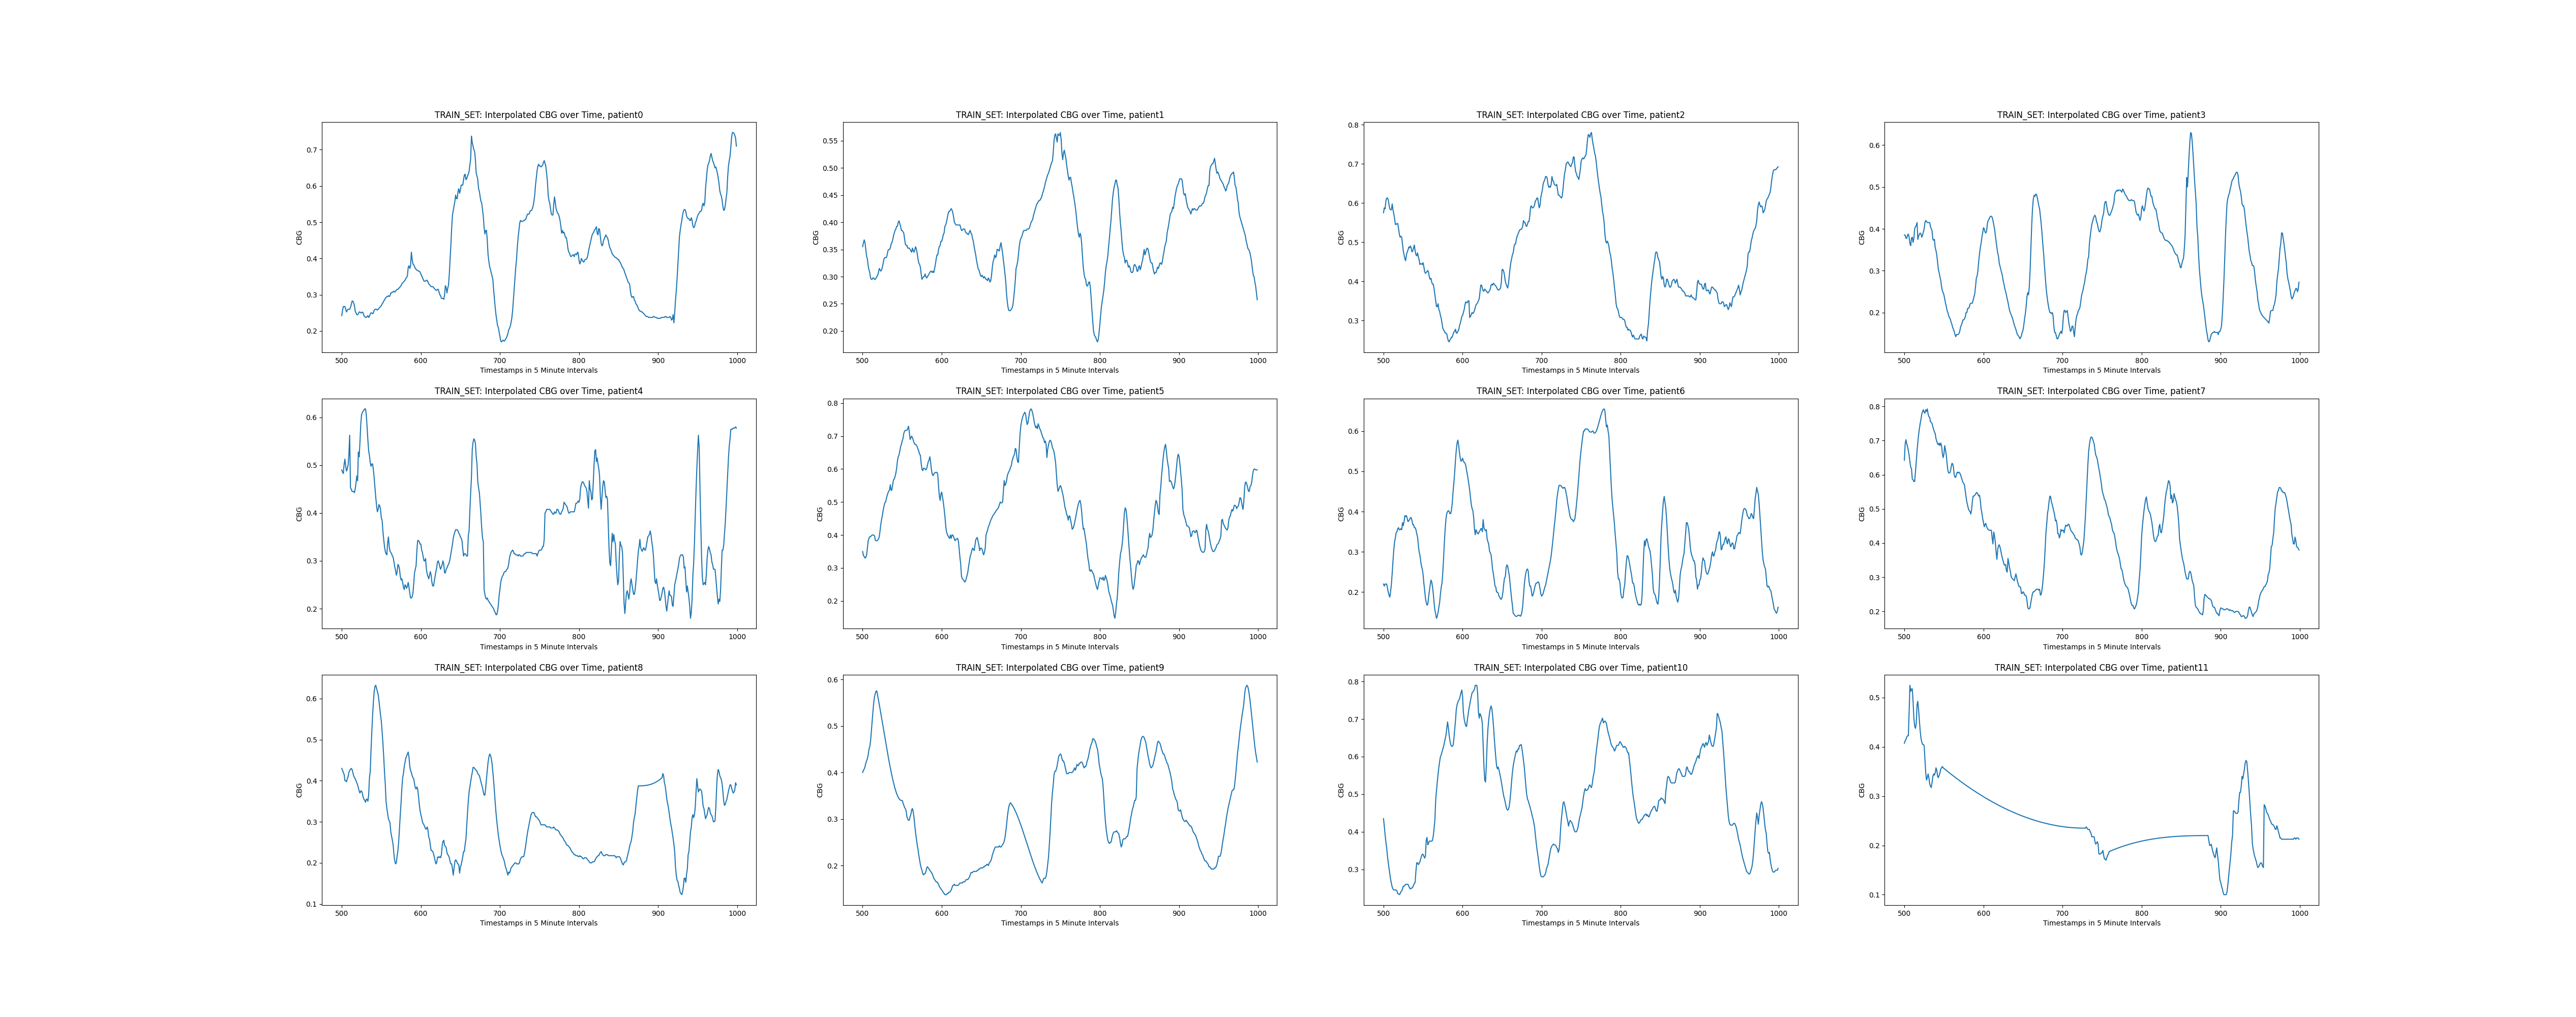 TRAIN_SET: Interpolated CBG over Time, patient0
CBG
0.7
0.6
0.5
0.4
0.3
0.2
500 600 700 800 900 1000
Timestamps in 5 Minute Intervals
TRAIN_SET: Interpolated CBG over Time, patient1
CBG
0.55
0.50
0.45
0.40
0.35
0.30
0.25
0.20
500 600 700 800 900 1000
Timestamps in 5 Minute Intervals
TRAIN_SET: Interpolated CBG over Time, patient2
CBG
0.8
0.7
0.6
0.5
0.4
0.3
500 600 700 800 900 1000
Timestamps in 5 Minute Intervals
TRAIN_SET: Interpolated CBG over Time, patient3
CBG
0.6
0.5
0.4
0.3
0.2
500 600 700 800 900 1000
Timestamps in 5 Minute Intervals
TRAIN_SET: Interpolated CBG over Time, patient4
CBG
0.6
0.5
0.4
0.3
0.2
500 600 700 800 900 1000
Timestamps in 5 Minute Intervals
TRAIN_SET: Interpolated CBG over Time, patient5
CBG
0.8
0.7
0.6
0.5
0.4
0.3
0.2
500 600 700 800 900 1000
Timestamps in 5 Minute Intervals
TRAIN_SET: Interpolated CBG over Time, patient6
CBG
0.6
0.5
0.4
0.3
0.2
500 600 700 800 900 1000
Timestamps in 5 Minute Intervals
TRAIN_SET: Interpolated CBG over Time, patient7
CBG
0.8
0.7
0.6
0.5
0.4
0.3
0.2
500 600 700 800 900 1000
Timestamps in 5 Minute Intervals
TRAIN_SET: Interpolated CBG over Time, patient8
CBG
0.6
0.5
0.4
0.3
0.2
0.1
500 600 700 800 900 1000
Timestamps in 5 Minute Intervals
TRAIN_SET: Interpolated CBG over Time, patient9
CBG
0.6
0.5
0.4
0.3
0.2
500 600 700 800 900 1000
Timestamps in 5 Minute Intervals
TRAIN_SET: Interpolated CBG over Time, patient10
CBG
0.8
0.7
0.6
0.5
0.4
0.3
500 600 700 800 900 1000
Timestamps in 5 Minute Intervals
TRAIN_SET: Interpolated CBG over Time, patient11
CBG
0.5
0.4
0.3
0.2
0.1
500 600 700 800 900 1000
Timestamps in 5 Minute Intervals